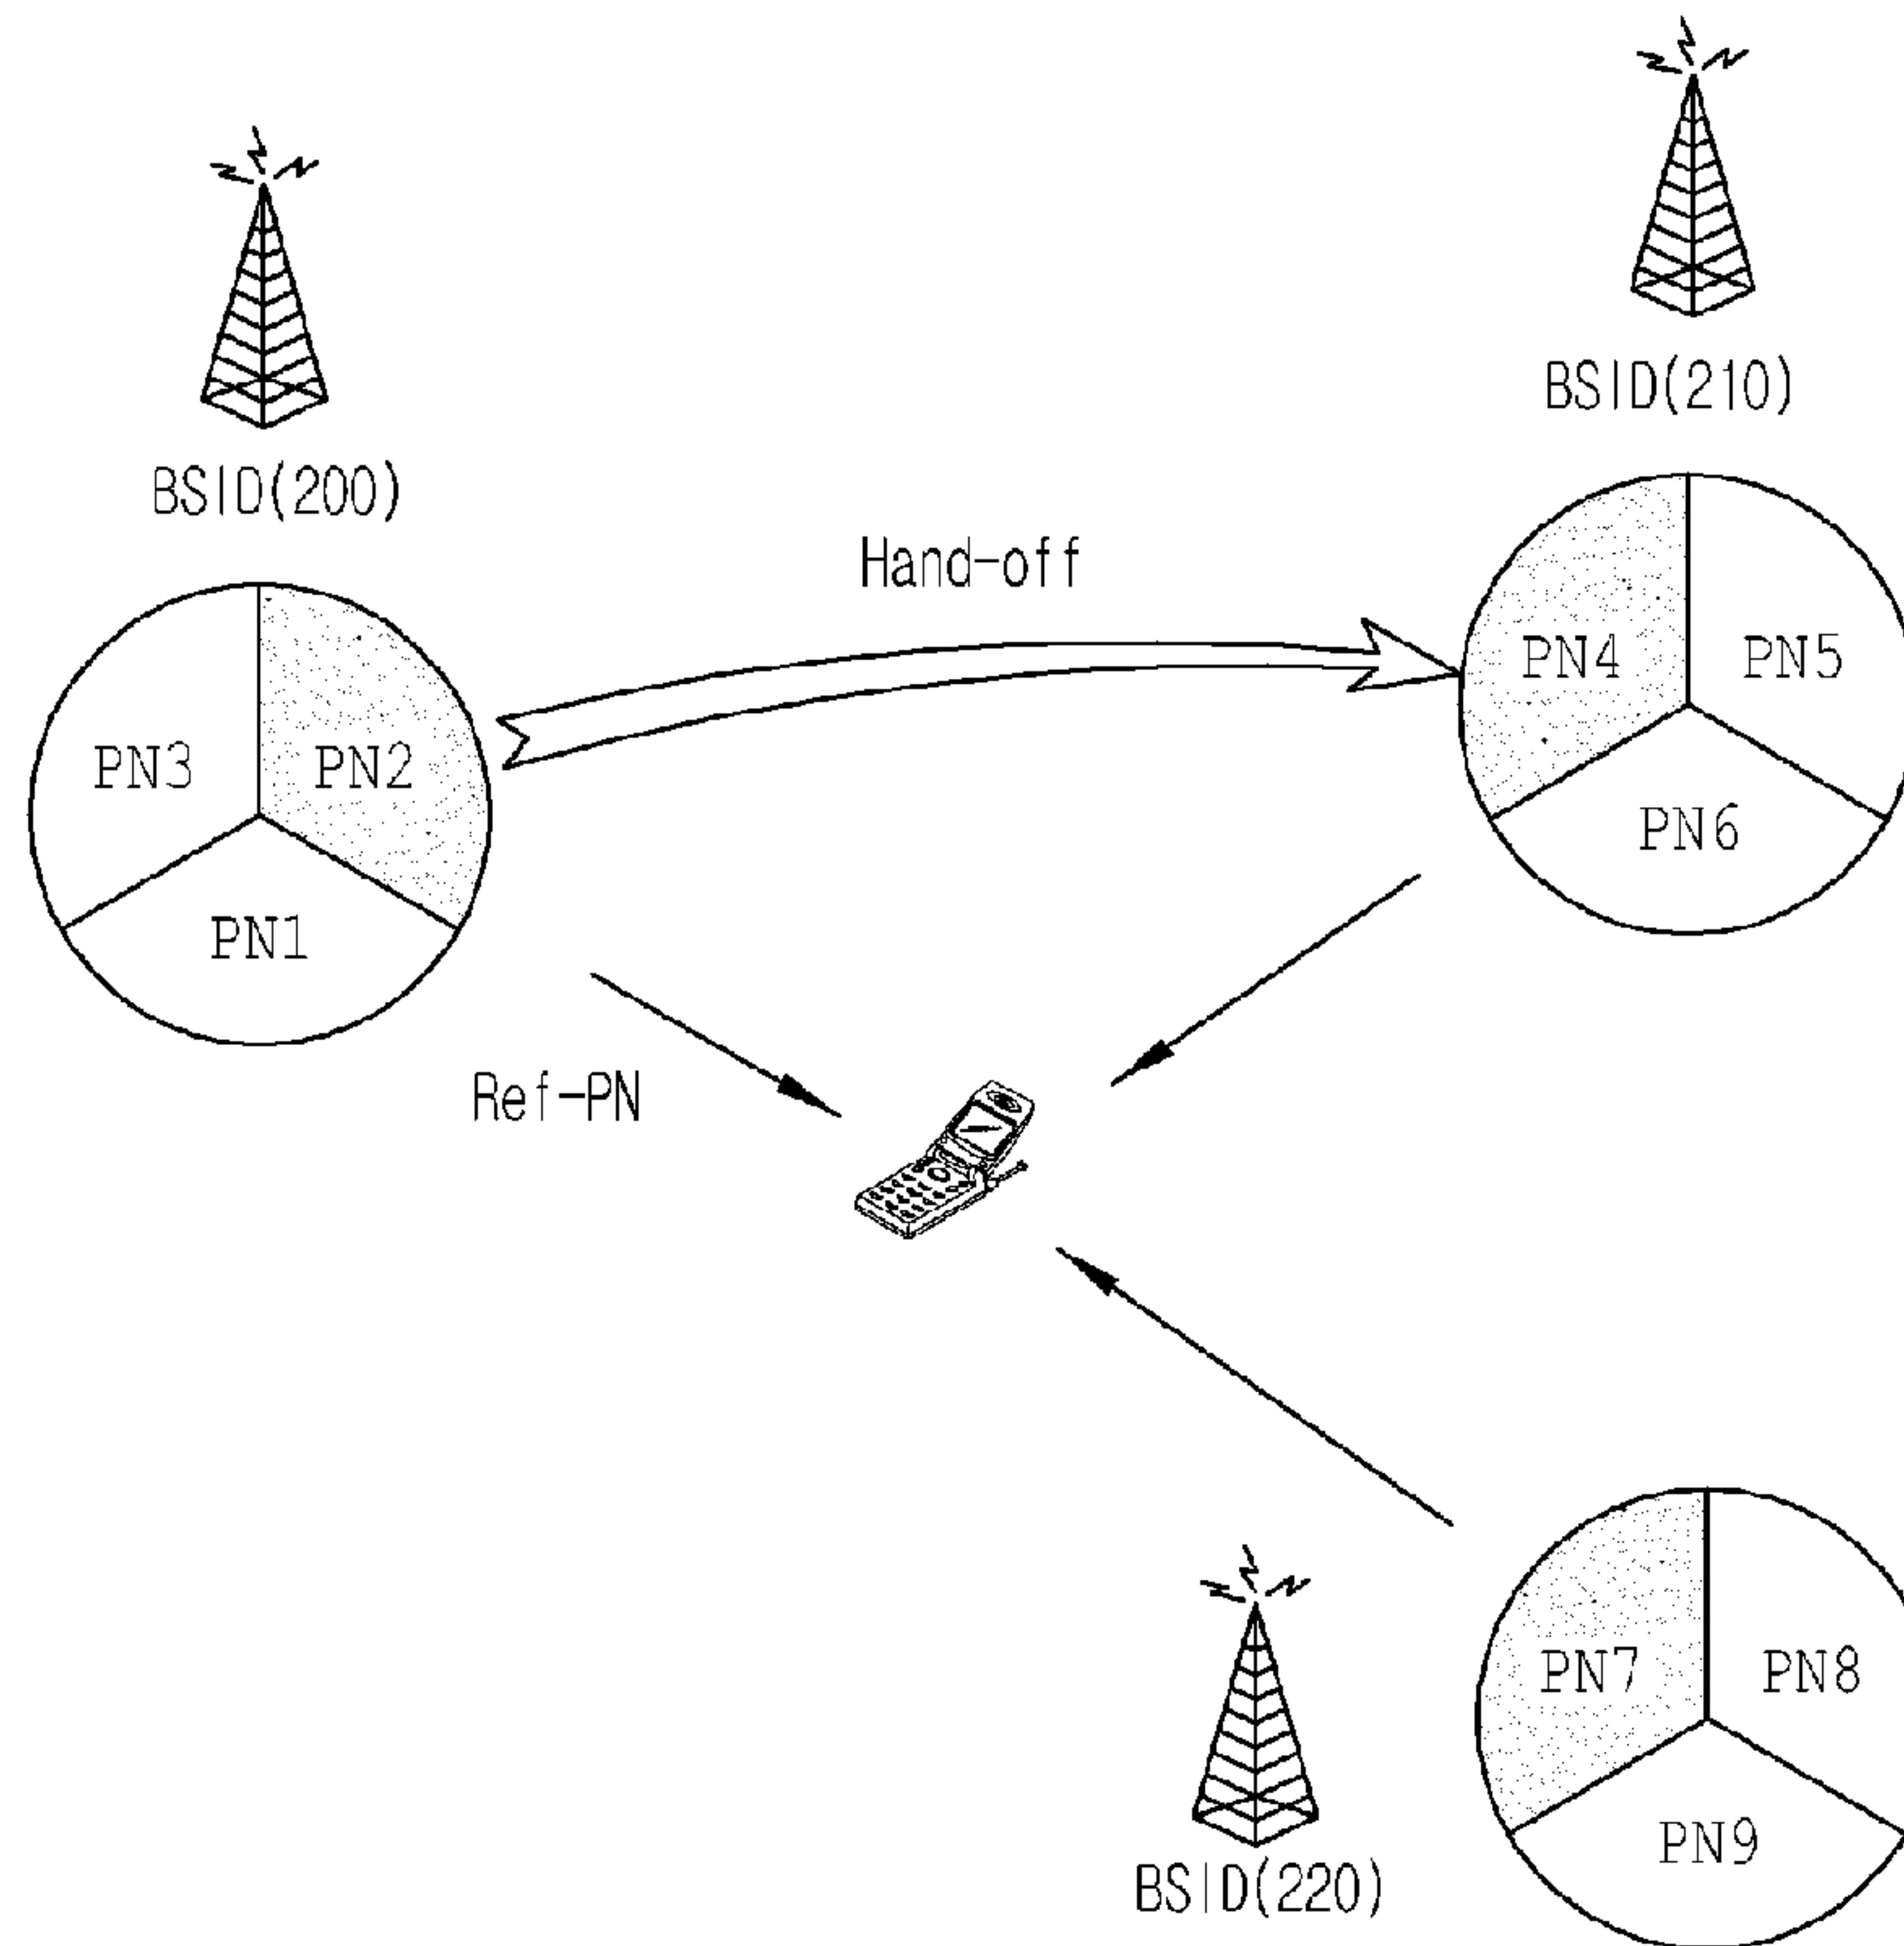 BSID(200)
BSID(210)
Hand-off
PN3
PN2
PN1
PN4
PN5
PN6
Ref-PN
BSID(220)
PN7
PN8
PN9